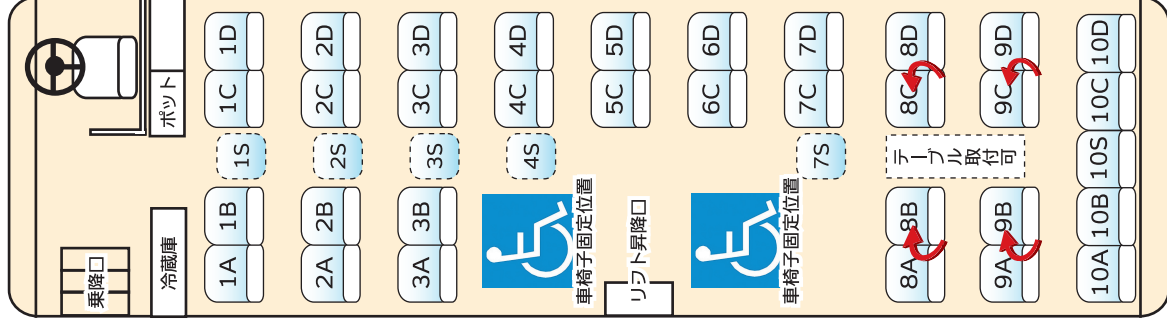 乗降口
冷蔵庫
ポット
1D
1C
1S
1B
1A
2D
2C
2S
2B
2A
3D
3C
3S
3B
3A
4D
4C
4S
車椅子固定位置
5D
5C
リフト昇降口
6D
6C
車椅子固定位置
7D
7C
7S
8D
8C
8B
8A
テーブル
取付可
9D
9C
9B
9A
10D
10C
10S
10B
10A